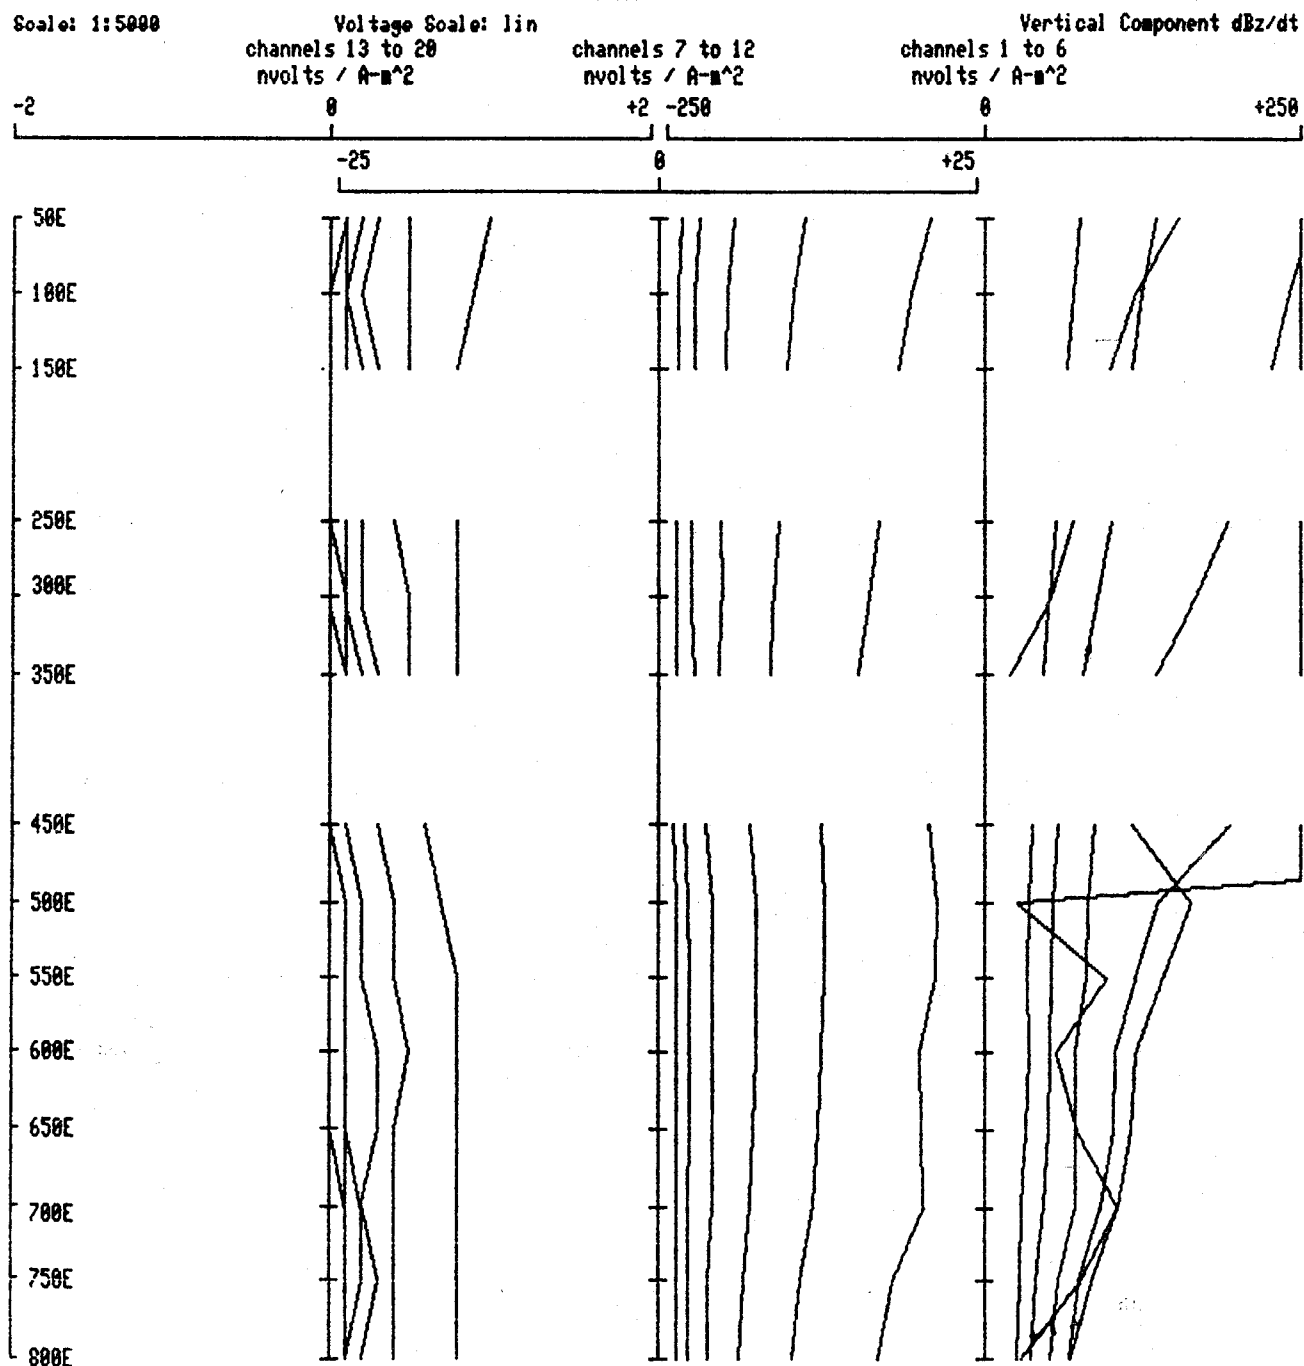 Scale: 1:5000 Voltage Scale: lin Vertical Component dBz/dt
channels 13 to 20 channels 7 to 12 channels 1 to 6
nvolts / A-m^2 nvolts / A-m^2 nvolts / A-m^2
-2 0 +2 -250 0 +250
-25 0 +25
50E
100E
150E
250E
300E
350E
450E
500E
550E
600E
650E
700E
750E
800E